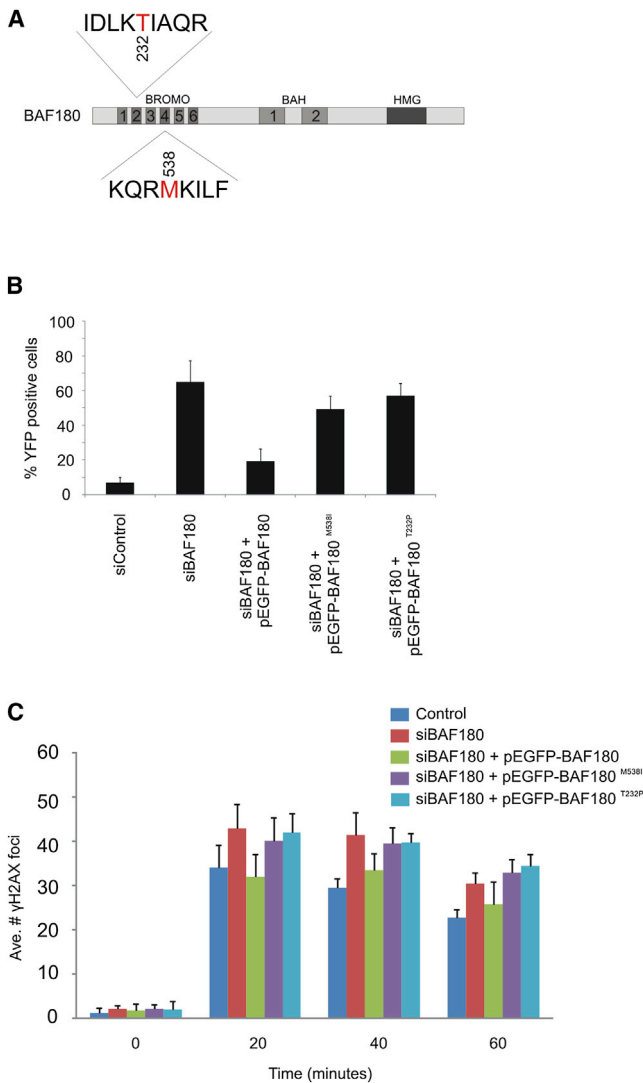 A
IDLKTIAQR
232
BROMO
BAH
HMG
BAF180
1 2 3 4 5 6
1 2
538
KQRMKILF
B
% YFP positive cells
100
80
60
40
20
0
siControl
siBAF180
siBAF180 +
pEGFP-BAF180
siBAF180 +
pEGFP-BAF180 M538I
siBAF180 +
pEGFP-BAF180 T232P
C
Control
siBAF180
siBAF180 + pEGFP-BAF180
siBAF180 + pEGFP-BAF180 M538I
siBAF180 + pEGFP-BAF180 T232P
Ave. # γH2AX foci
60
50
40
30
20
10
0
0 20 40 60
Time (minutes)